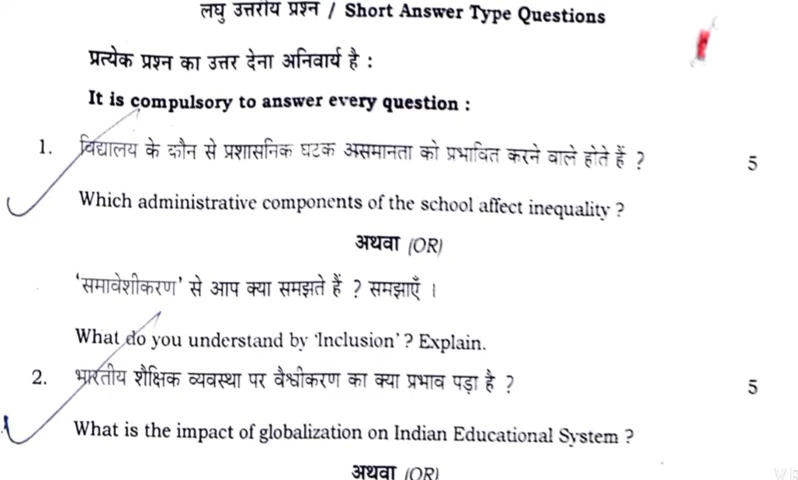 लघु उत्तरीय प्रश्न / Short Answer Type Questions
प्रत्येक प्रश्न का उत्तर देना अनिवार्य है :
It is compulsory to answer every question :
1. विद्यालय के कौन से प्रशासनिक घटक असमानता को प्रभावित करने वाले होते हैं ? 5
Which administrative components of the school affect inequality ?
अथवा (OR)
'समावेशीकरण' से आप क्या समझते हैं ? समझाएँ ।
What do you understand by 'Inclusion' ? Explain.
2. भारतीय शैक्षिक व्यवस्था पर वैश्वीकरण का क्या प्रभाव पड़ा है ? 5
What is the impact of globalization on Indian Educational System ?
अथवा (OR)